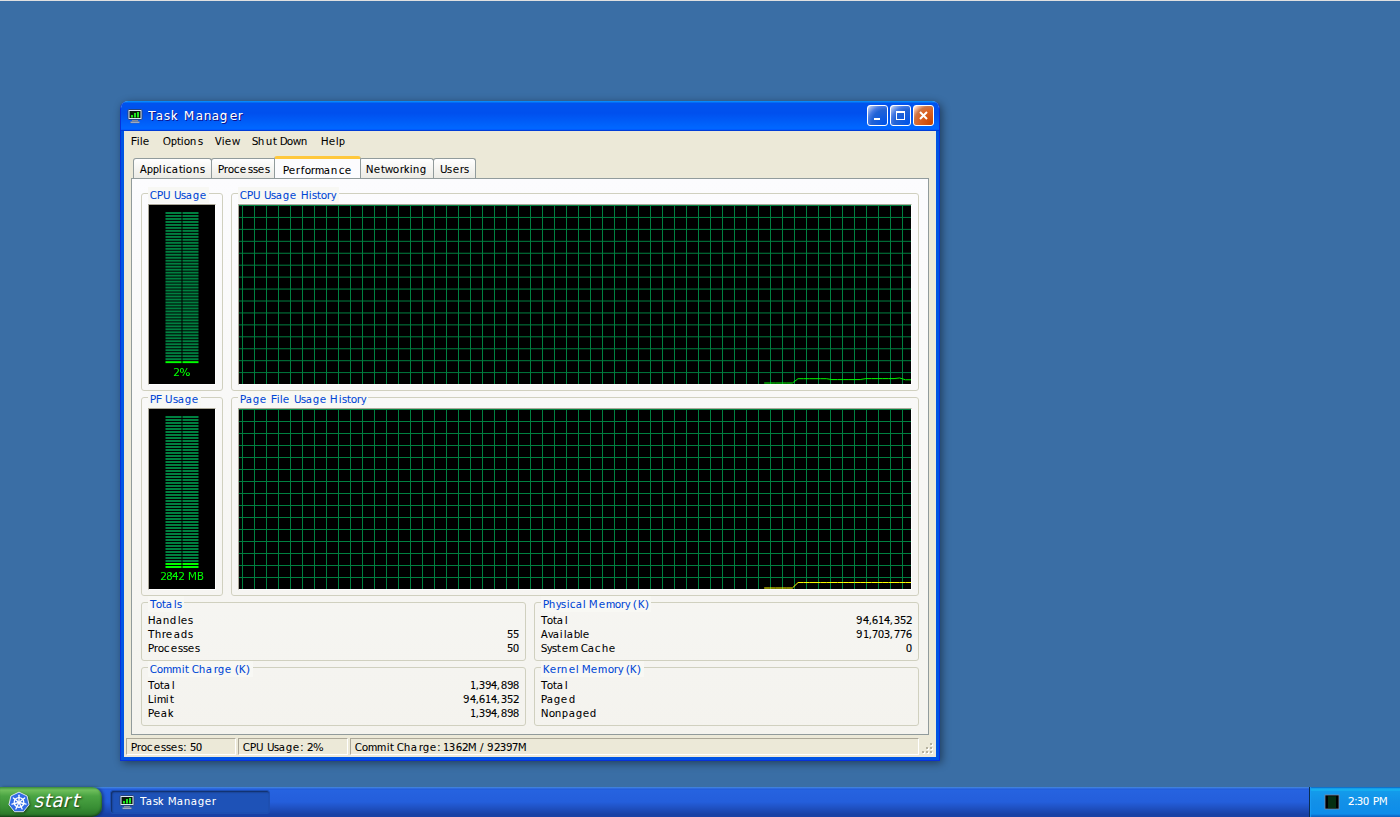 Task Manager
File Options View Shut Down Help
Applications Processes Performance Networking Users
CPU Usage
CPU Usage History
2%
PF Usage
Page File Usage History
2842 MB
Totals
Handles
Threads 55
Processes 50
Physical Memory (K)
Total 94,614,352
Available 91,703,776
System Cache 0
Commit Charge (K)
Total 1,394,898
Limit 94,614,352
Peak 1,394,898
Kernel Memory (K)
Total
Paged
Nonpaged
Processes: 50 CPU Usage: 2% Commit Charge: 1362M / 92397M
start Task Manager 2:30 PM